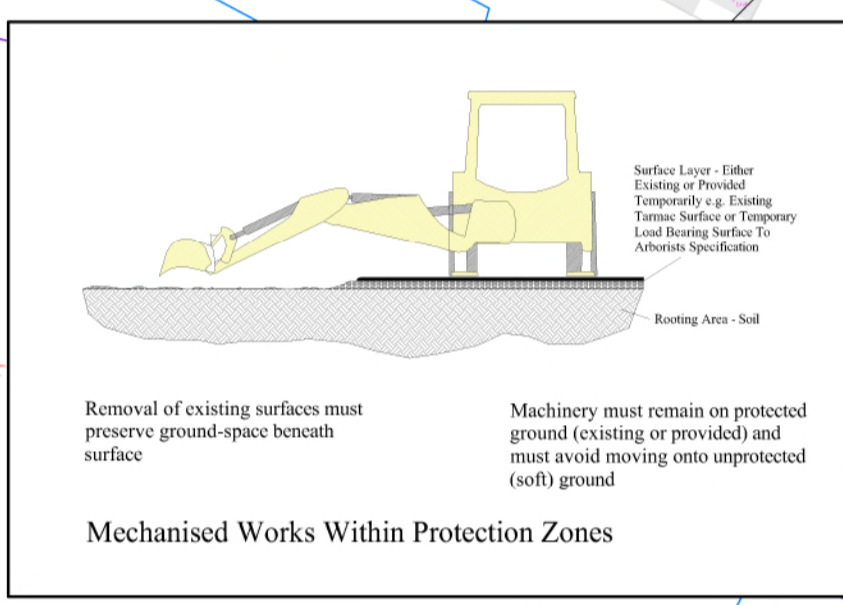 Surface Layer - Either
Existing or Provided
Temporarily e.g. Existing
Tarmac Surface or Temporary
Load Bearing Surface To
Arborists Specification
Rooting Area - Soil
Removal of existing surfaces must
preserve ground-space beneath
surface
Machinery must remain on protected
ground (existing or provided) and
must avoid moving onto unprotected
(soft) ground
Mechanised Works Within Protection Zones